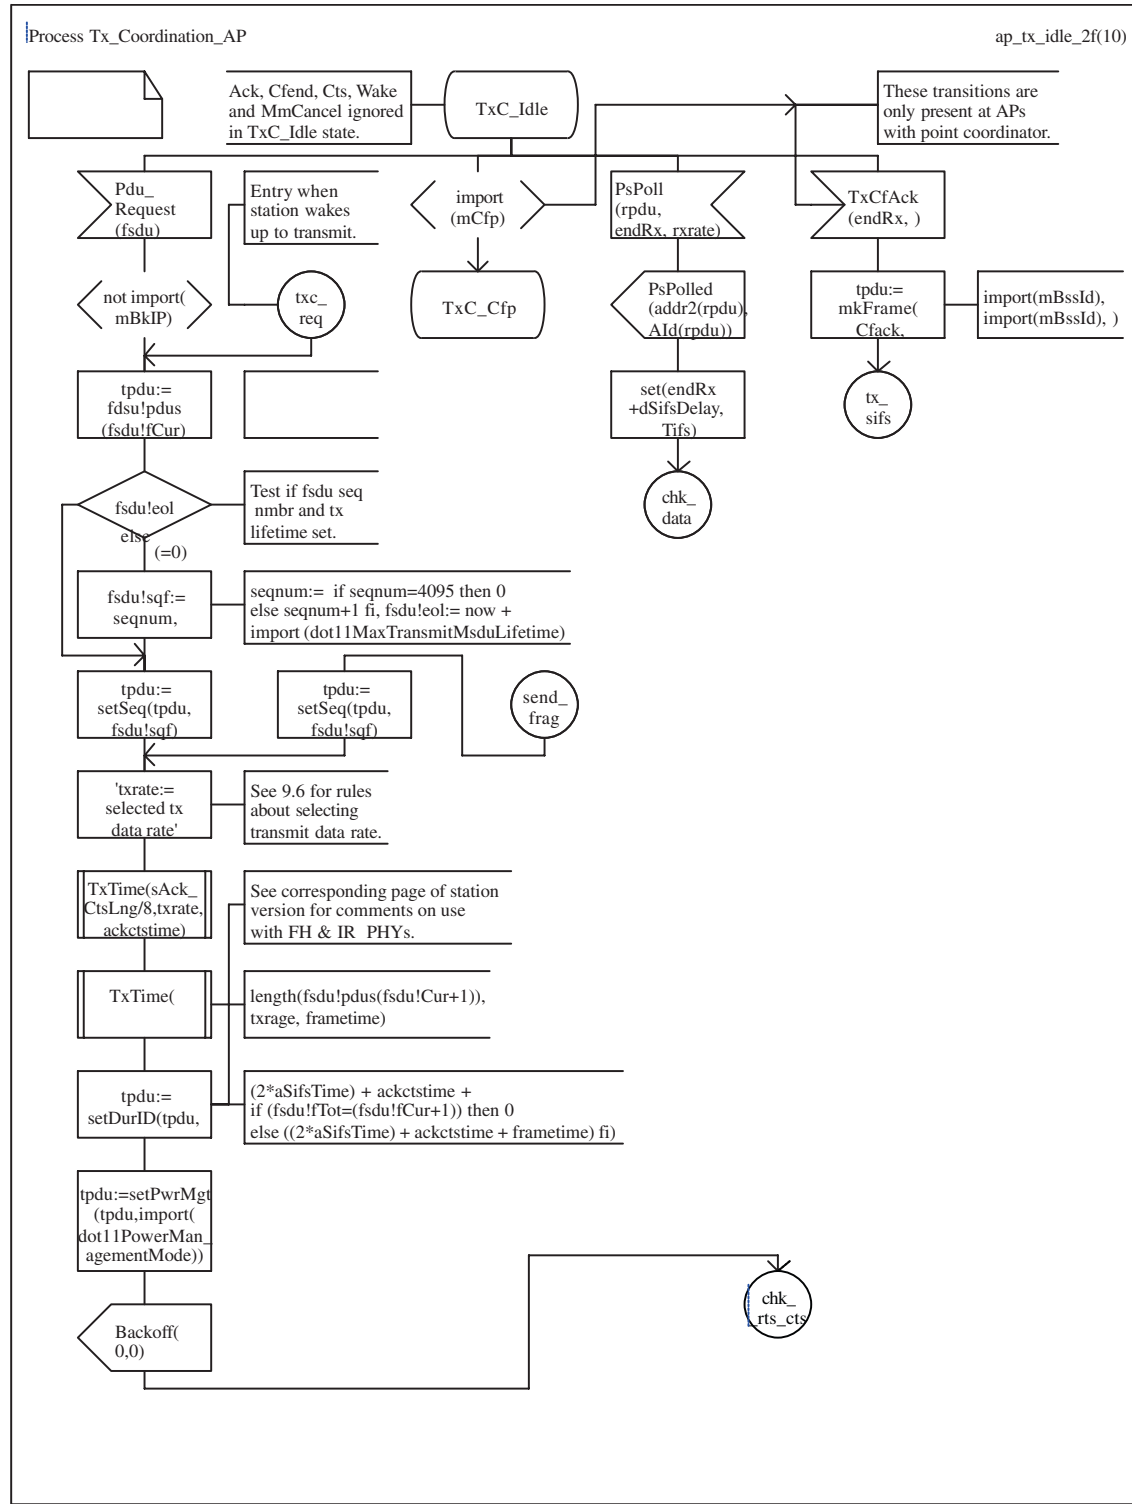 Process Tx_Coordination_AP
ap_tx_idle_2f(10)
Ack, Cfend, Cts, Wake
and MmCancel ignored
in TxC_Idle state.
TxC_Idle
These transitions are
only present at APs
with point coordinator.
Pdu_
Request
(fsdu)
Entry when
station wakes
up to transmit.
import
(mCfp)
PsPoll
(rpdu,
endRx, rxrate)
TxCfAck
(endRx, )
not import(
mBkIP)
txc_
req
TxC_Cfp
PsPolled
(addr2(rpdu),
AId(rpdu))
tpdu:=
mkFrame(
Cfack,
import(mBssId),
import(mBssId), )
tpdu:=
fdsu!pdus
(fsdu!fCur)
set(endRx
+dSifsDelay,
Tifs)
tx_
sifs
fsdu!eol
else
(=0)
Test if fsdu seq
nmbr and tx
lifetime set.
chk_
data
fsdu!sqf:=
seqnum,
seqnum:=  if seqnum=4095 then 0
else seqnum+1 fi, fsdu!eol:= now +
import (dot11MaxTransmitMsduLifetime)
tpdu:=
setSeq(tpdu,
fsdu!sqf)
tpdu:=
setSeq(tpdu,
fsdu!sqf)
send_
frag
'txrate:=
selected tx
data rate'
See 9.6 for rules
about selecting
transmit data rate.
TxTime(sAck_
CtsLng/8,txrate,
ackctstime)
See corresponding page of station
version for comments on use
with FH & IR  PHYs.
TxTime(
length(fsdu!pdus(fsdu!Cur+1)),
txrage, frametime)
tpdu:=
setDurID(tpdu,
(2*aSifsTime) + ackctstime +
if (fsdu!fTot=(fsdu!fCur+1)) then 0
else ((2*aSifsTime) + ackctstime + frametime) fi)
tpdu:=setPwrMgt
(tpdu,import(
dot11PowerMan_
agementMode))
chk_
_rts_cts
Backoff(
0,0)